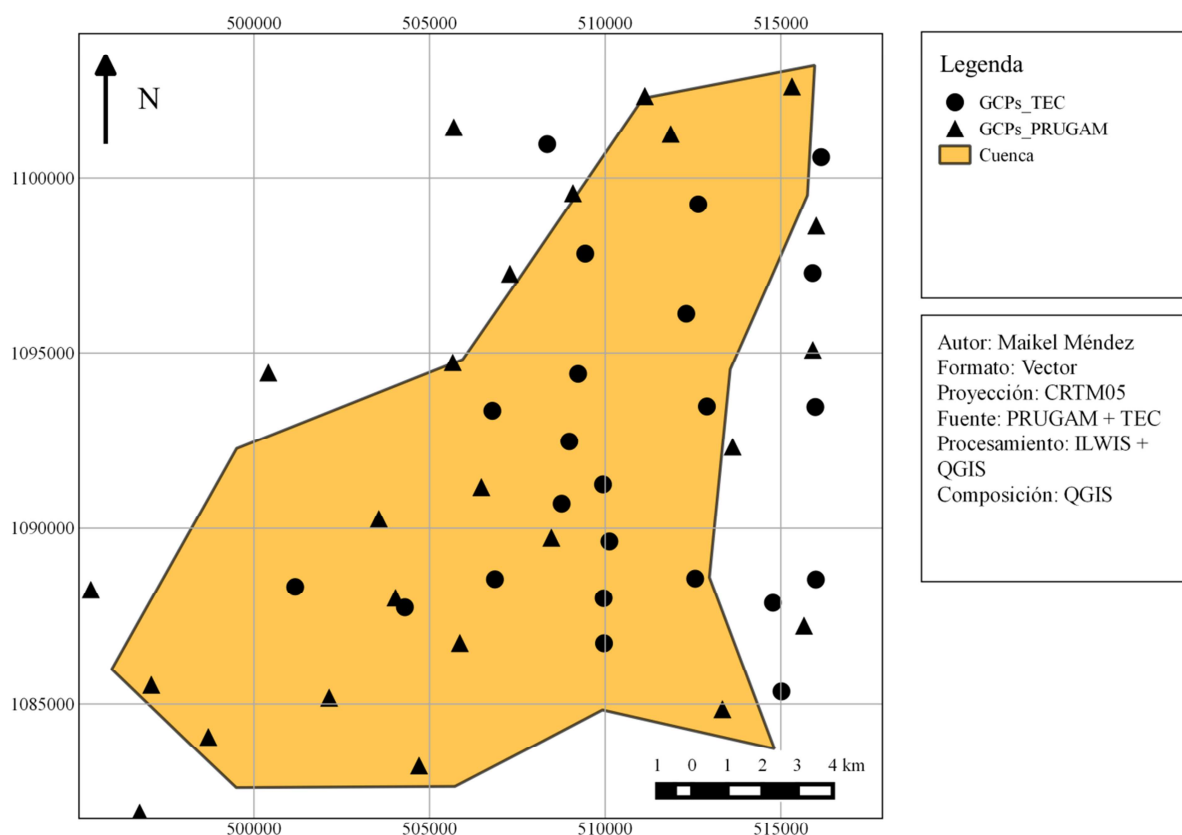 500000 505000 510000 515000
N
1100000
1095000
1090000
1085000
1 0 1 2 3 4 km
500000 505000 510000 515000
Legenda
GCPs_TEC
GCPs_PRUGAM
Cuenca
Autor: Maikel Méndez
Formato: Vector
Proyección: CRTM05
Fuente: PRUGAM + TEC
Procesamiento: ILWIS +
QGIS
Composición: QGIS